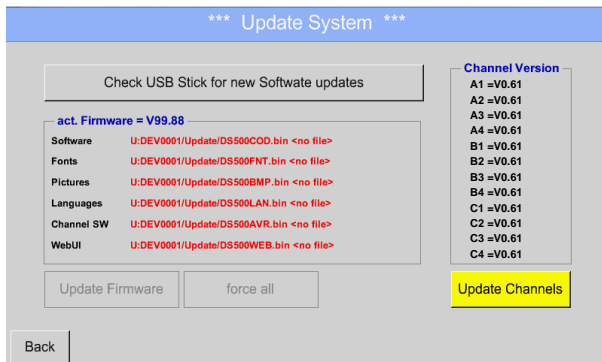 *** Update System ***
Check USB Stick for new Softwate updates
act. Firmware = V99.88
Software U:DEV0001/Update/DS500COD.bin <no file>
Fonts U:DEV0001/Update/DS500FNT.bin <no file>
Pictures U:DEV0001/Update/DS500BMP.bin <no file>
Languages U:DEV0001/Update/DS500LAN.bin <no file>
Channel SW U:DEV0001/Update/DS500AVR.bin <no file>
WebUI U:DEV0001/Update/DS500WEB.bin <no file>
Update Firmware
force all
Channel Version
A1 =V0.61
A2 =V0.61
A3 =V0.61
A4 =V0.61
B1 =V0.61
B2 =V0.61
B3 =V0.61
B4 =V0.61
C1 =V0.61
C2 =V0.61
C3 =V0.61
C4 =V0.61
Update Channels
Back